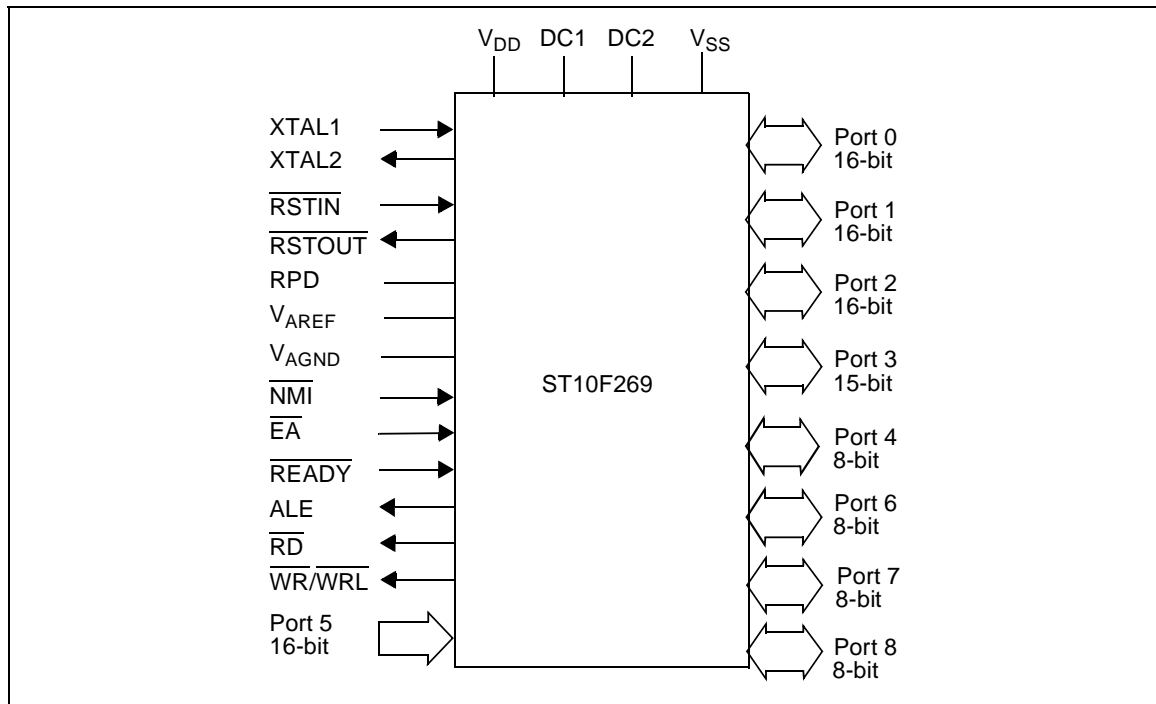 VDD DC1 DC2 VSS
XTAL1
XTAL2
RSTIN
RSTOUT
RPD
VAREF
VAGND
NMI
EA
READY
ALE
RD
WR/WRL
Port 5
16-bit
ST10F269
Port 0
16-bit
Port 1
16-bit
Port 2
16-bit
Port 3
15-bit
Port 4
8-bit
Port 6
8-bit
Port 7
8-bit
Port 8
8-bit